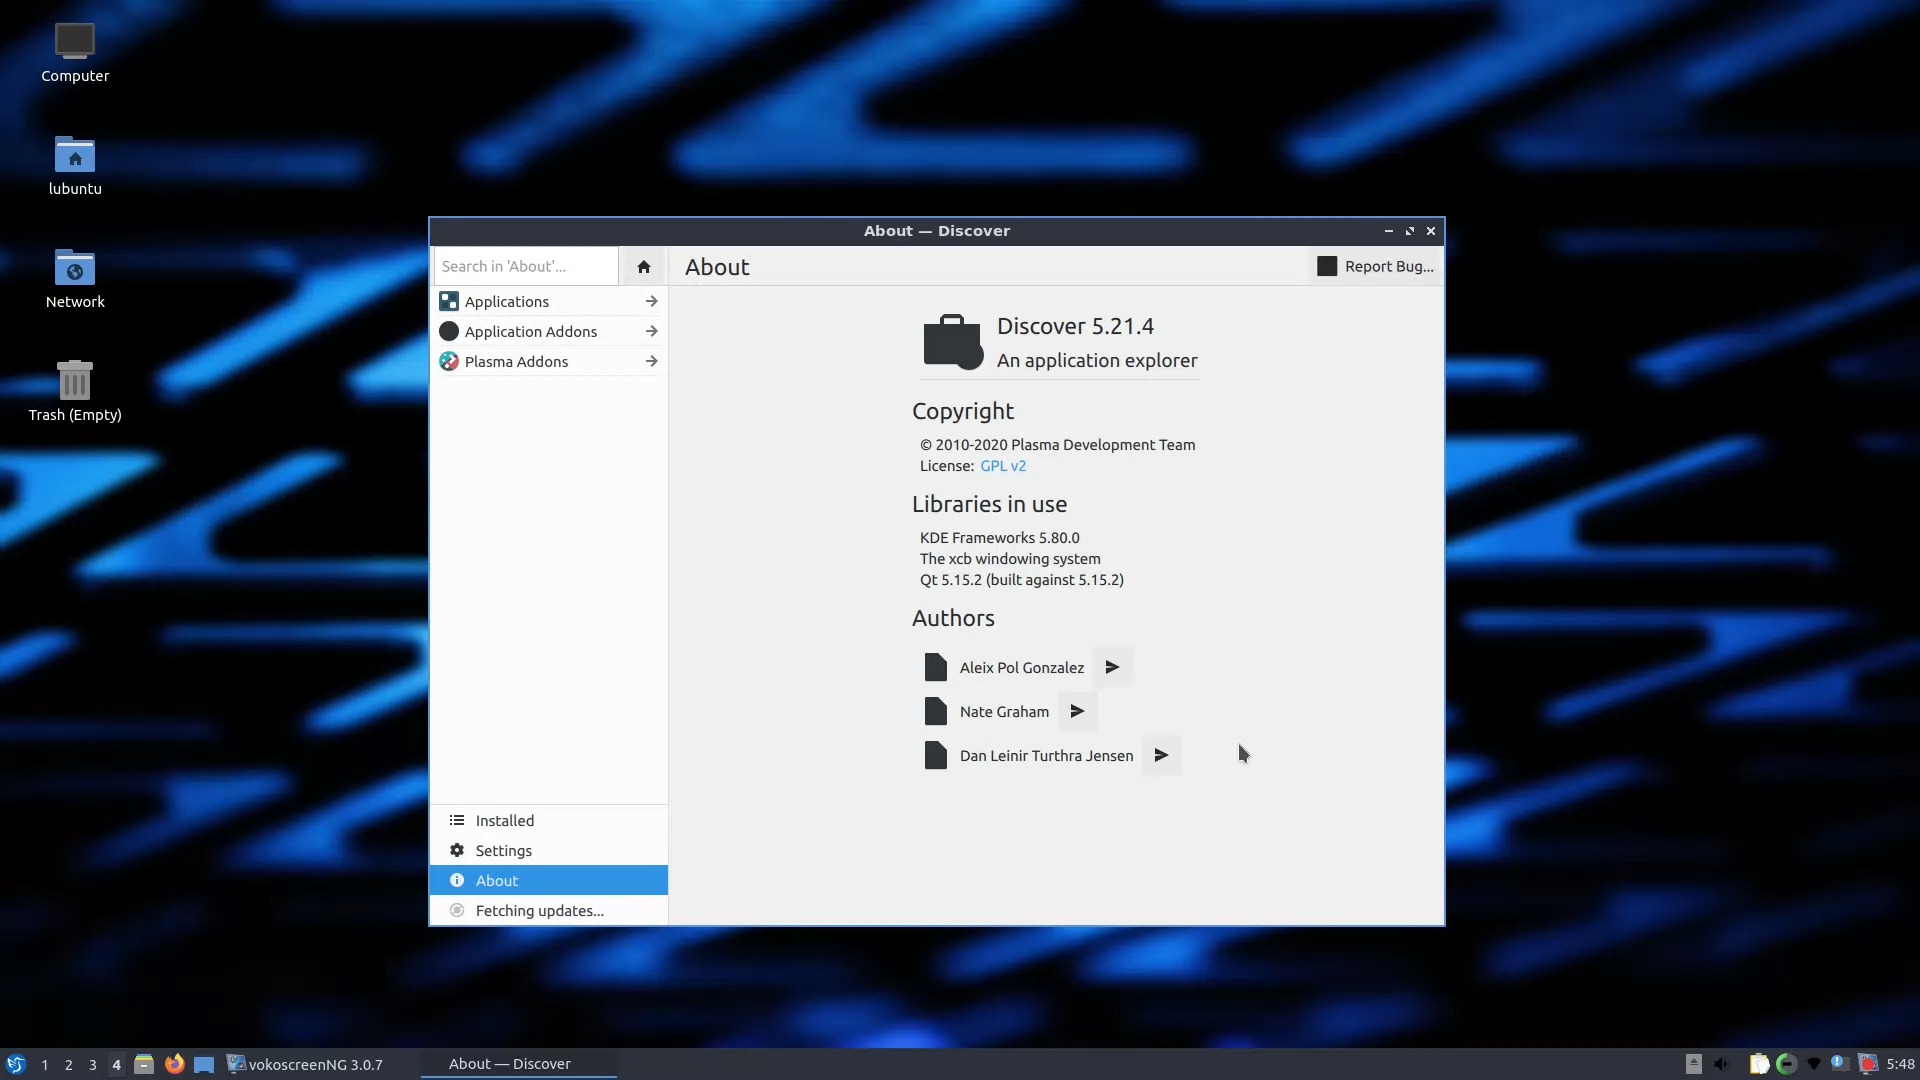 Computer
lubuntu
Network
Trash (Empty)
About — Discover
Search in 'About'...
About
Report Bug...
Applications
Application Addons
Plasma Addons
Discover 5.21.4
An application explorer
Copyright
© 2010-2020 Plasma Development Team
License: GPL v2
Libraries in use
KDE Frameworks 5.80.0
The xcb windowing system
Qt 5.15.2 (built against 5.15.2)
Authors
Aleix Pol Gonzalez
Nate Graham
Dan Leinir Turthra Jensen
Installed
Settings
About
Fetching updates...
1 2 3 4 vokoscreenNG 3.0.7 About — Discover 5:48